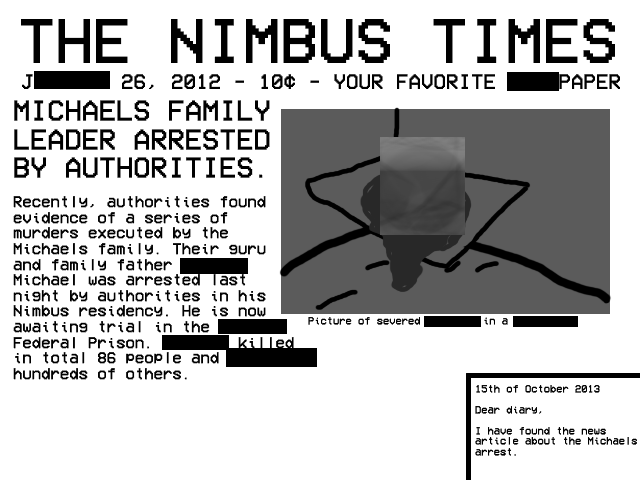 THE NIMBUS TIMES
J 26, 2012 - 10¢ - YOUR FAVORITE PAPER
MICHAELS FAMILY
LEADER ARRESTED
BY AUTHORITIES.
Recently, authorities found
evidence of a series of
murders executed by the
Michaels family. Their guru
and family father
Michael was arrested last
night by authorities in his
Nimbus residency. He is now
awaiting trial in the
Federal Prison. killed
in total 86 people and
hundreds of others.
Picture of severed in a
15th of October 2013
Dear diary,
I have found the news
article about the Michaels
arrest.